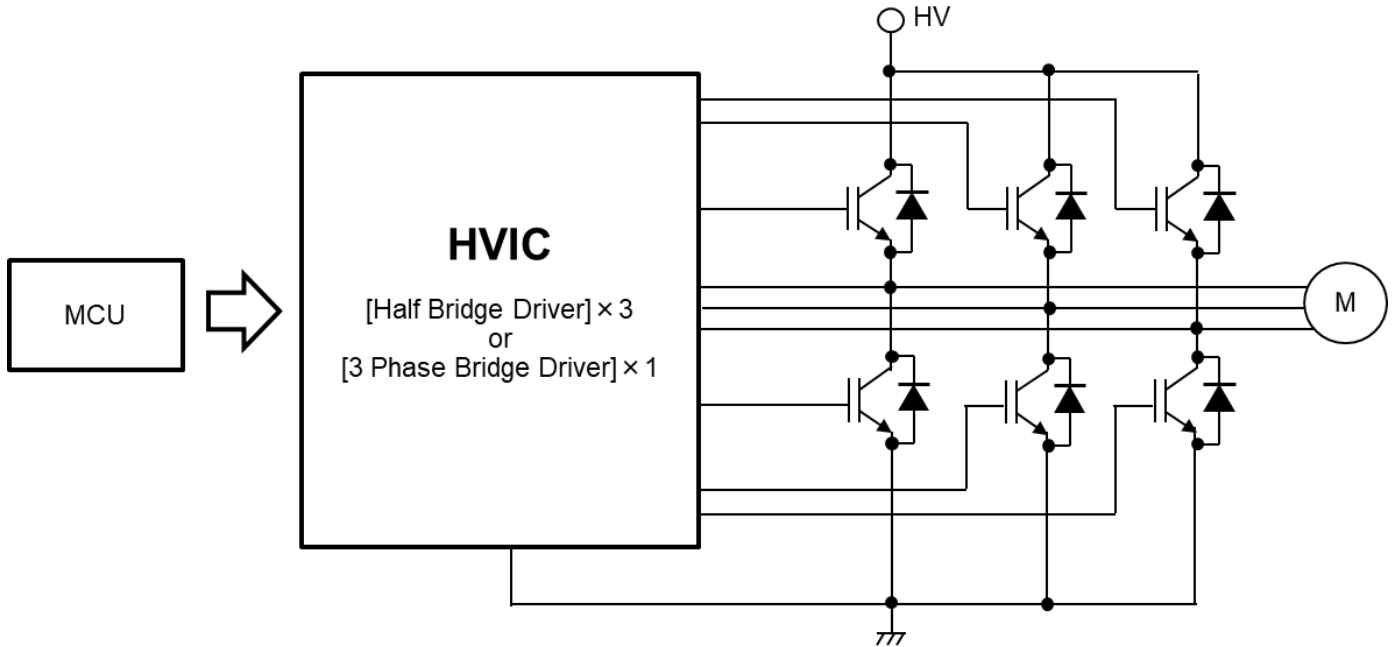 HV
HVIC
[Half Bridge Driver] × 3
or
[3 Phase Bridge Driver] × 1
MCU
M